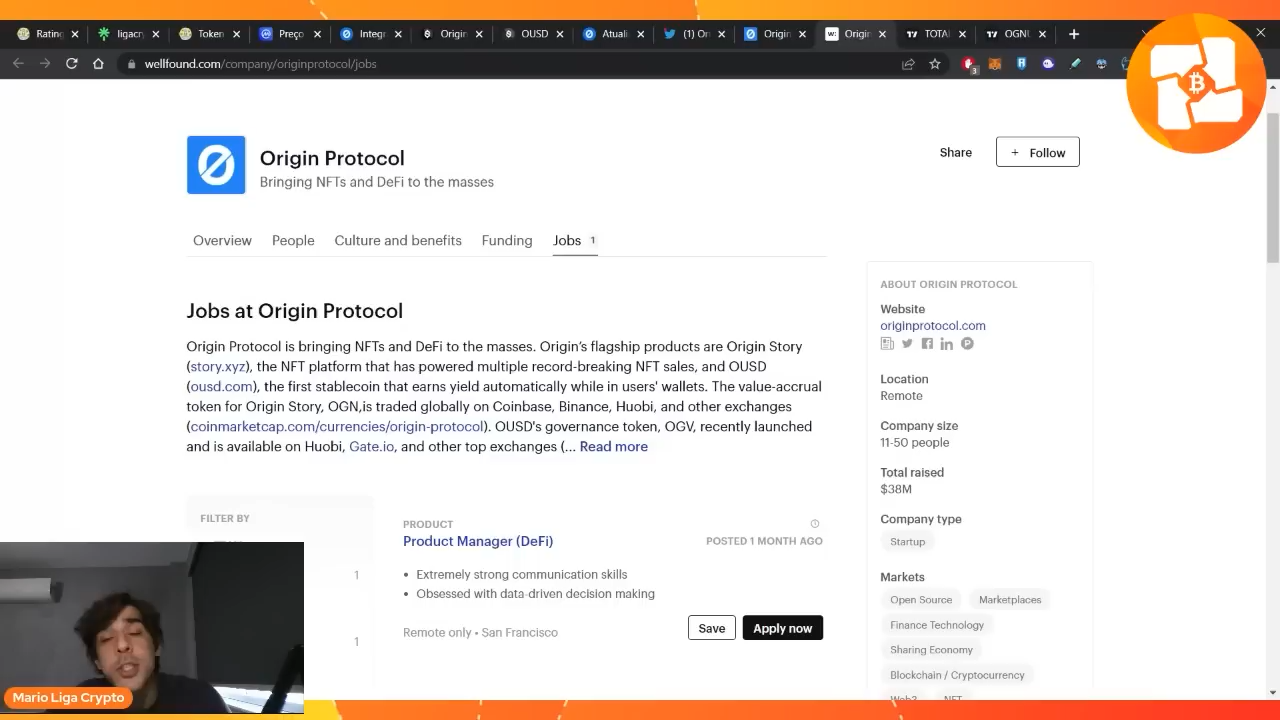 Rating
ligacry
Token
Preço
Integr
Origin
OUSD
Atuali
(1) On
Origin
Origin
TOTAL
OGNU
wellfound.com/company/originprotocol/jobs
3
Origin Protocol
Bringing NFTs and DeFi to the masses
Share
+ Follow
Overview
People
Culture and benefits
Funding
Jobs 1
Jobs at Origin Protocol
Origin Protocol is bringing NFTs and DeFi to the masses. Origin’s flagship products are Origin Story
(story.xyz), the NFT platform that has powered multiple record-breaking NFT sales, and OUSD
(ousd.com), the first stablecoin that earns yield automatically while in users' wallets. The value-accrual
token for Origin Story, OGN,is traded globally on Coinbase, Binance, Huobi, and other exchanges
(coinmarketcap.com/currencies/origin-protocol). OUSD's governance token, OGV, recently launched
and is available on Huobi, Gate.io, and other top exchanges (... Read more
FILTER BY
1
1
PRODUCT
Product Manager (DeFi)
POSTED 1 MONTH AGO
• Extremely strong communication skills
• Obsessed with data-driven decision making
Remote only • San Francisco
Save
Apply now
ABOUT ORIGIN PROTOCOL
Website
originprotocol.com
Location
Remote
Company size
11-50 people
Total raised
$38M
Company type
Startup
Markets
Open Source
Marketplaces
Finance Technology
Sharing Economy
Blockchain / Cryptocurrency
Web3
NFT
Mario Liga Crypto